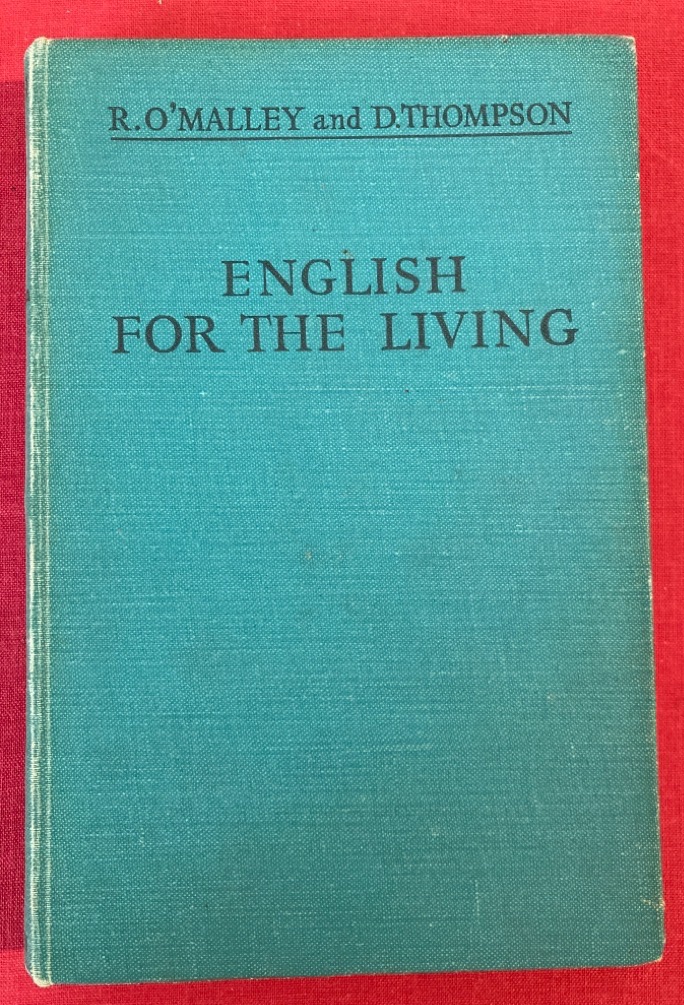 R. O'MALLEY and D. THOMPSON
ENGLISH
FOR THE LIVING